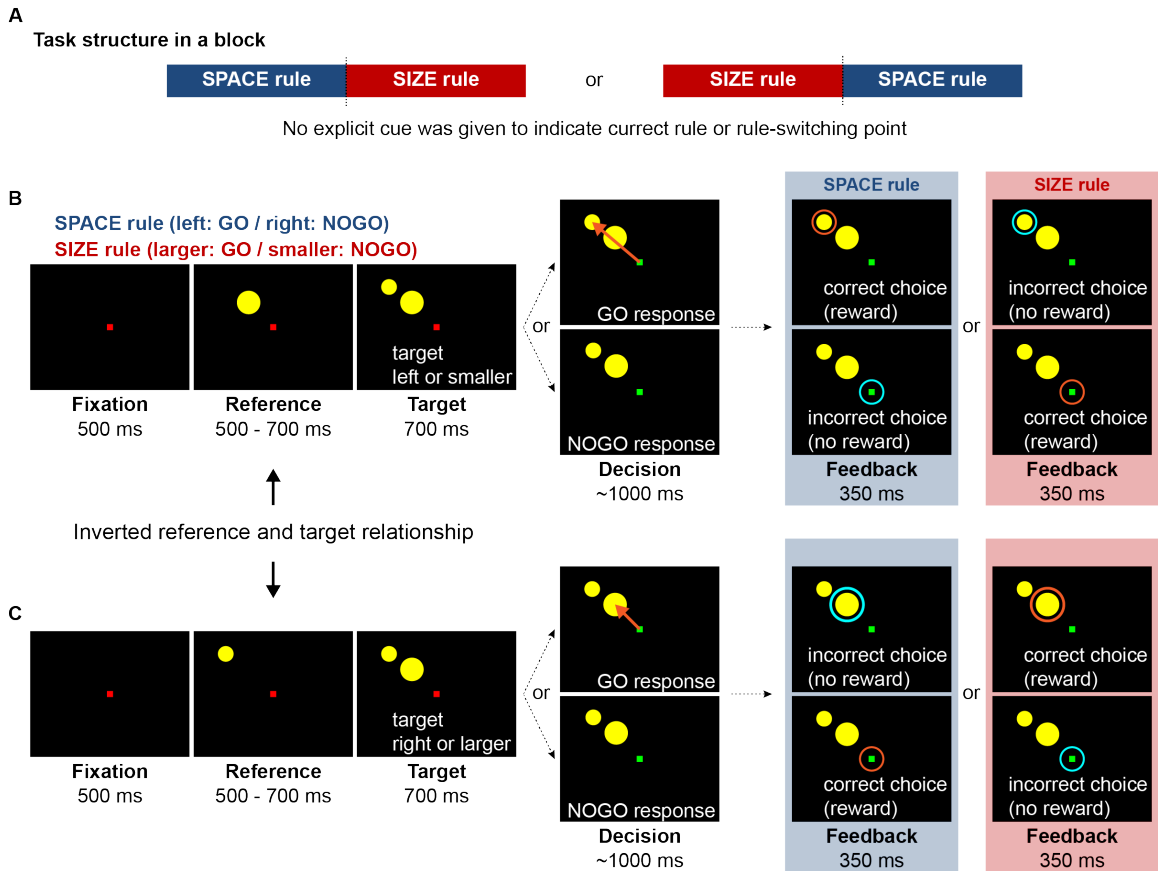 A
Task structure in a block
SPACE rule SIZE rule or SIZE rule SPACE rule
No explicit cue was given to indicate currect rule or rule-switching point
B
SPACE rule (left: GO / right: NOGO)
SIZE rule (larger: GO / smaller: NOGO)
target
left or smaller
Fixation
500 ms
Reference
500 - 700 ms
Target
700 ms
or
GO response
NOGO response
Decision
~1000 ms
SPACE rule
correct choice
(reward)
incorrect choice
(no reward)
Feedback
350 ms
or
SIZE rule
incorrect choice
(no reward)
correct choice
(reward)
Feedback
350 ms
Inverted reference and target relationship
C
target
right or larger
Fixation
500 ms
Reference
500 - 700 ms
Target
700 ms
or
GO response
NOGO response
Decision
~1000 ms
incorrect choice
(no reward)
correct choice
(reward)
Feedback
350 ms
or
correct choice
(reward)
incorrect choice
(no reward)
Feedback
350 ms